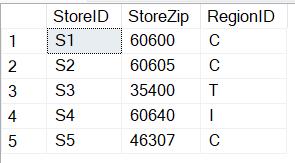 StoreID StoreZip RegionID
1 S1 60600 C
2 S2 60605 C
3 S3 35400 T
4 S4 60640 I
5 S5 46307 C